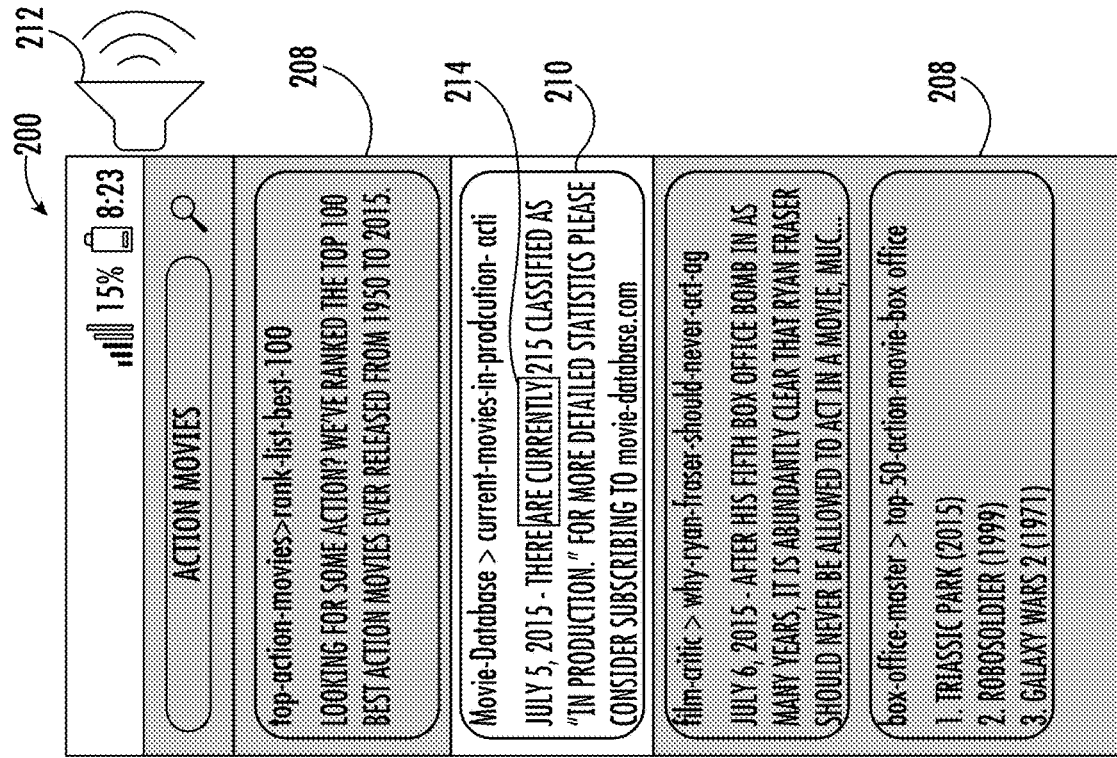 200
212
15% 8:23
ACTION MOVIES
top-action-movies>rank-list-best-100
LOOKING FOR SOME ACTION? WE'VE RANKED THE TOP 100
BEST ACTION MOVIES EVER RELEASED FROM 1950 TO 2015.
208
214
Movie-Database > current-movies-in-prodcution- acti
JULY 5, 2015 - THERE ARE CURRENTLY 215 CLASSIFIED AS
"IN PRODUCTION." FOR MORE DETAILED STATISTICS PLEASE
CONSIDER SUBSCRIBING TO movie-database.com
210
film-critic > why-ryan-fraser-should-never-act-ag
JULY 6, 2015 - AFTER HIS FIFTH BOX OFFICE BOMB IN AS
MANY YEARS, IT IS ABUNDANTLY CLEAR THAT RYAN FRASER
SHOULD NEVER BE ALLOWED TO ACT IN A MOVIE, MUC...
208
box-office-master > top-50-action-movie-box office
1. TRIASSIC PARK (2015)
2. ROBOSOLDIER (1999)
3. GALAXY WARS 2 (1971)